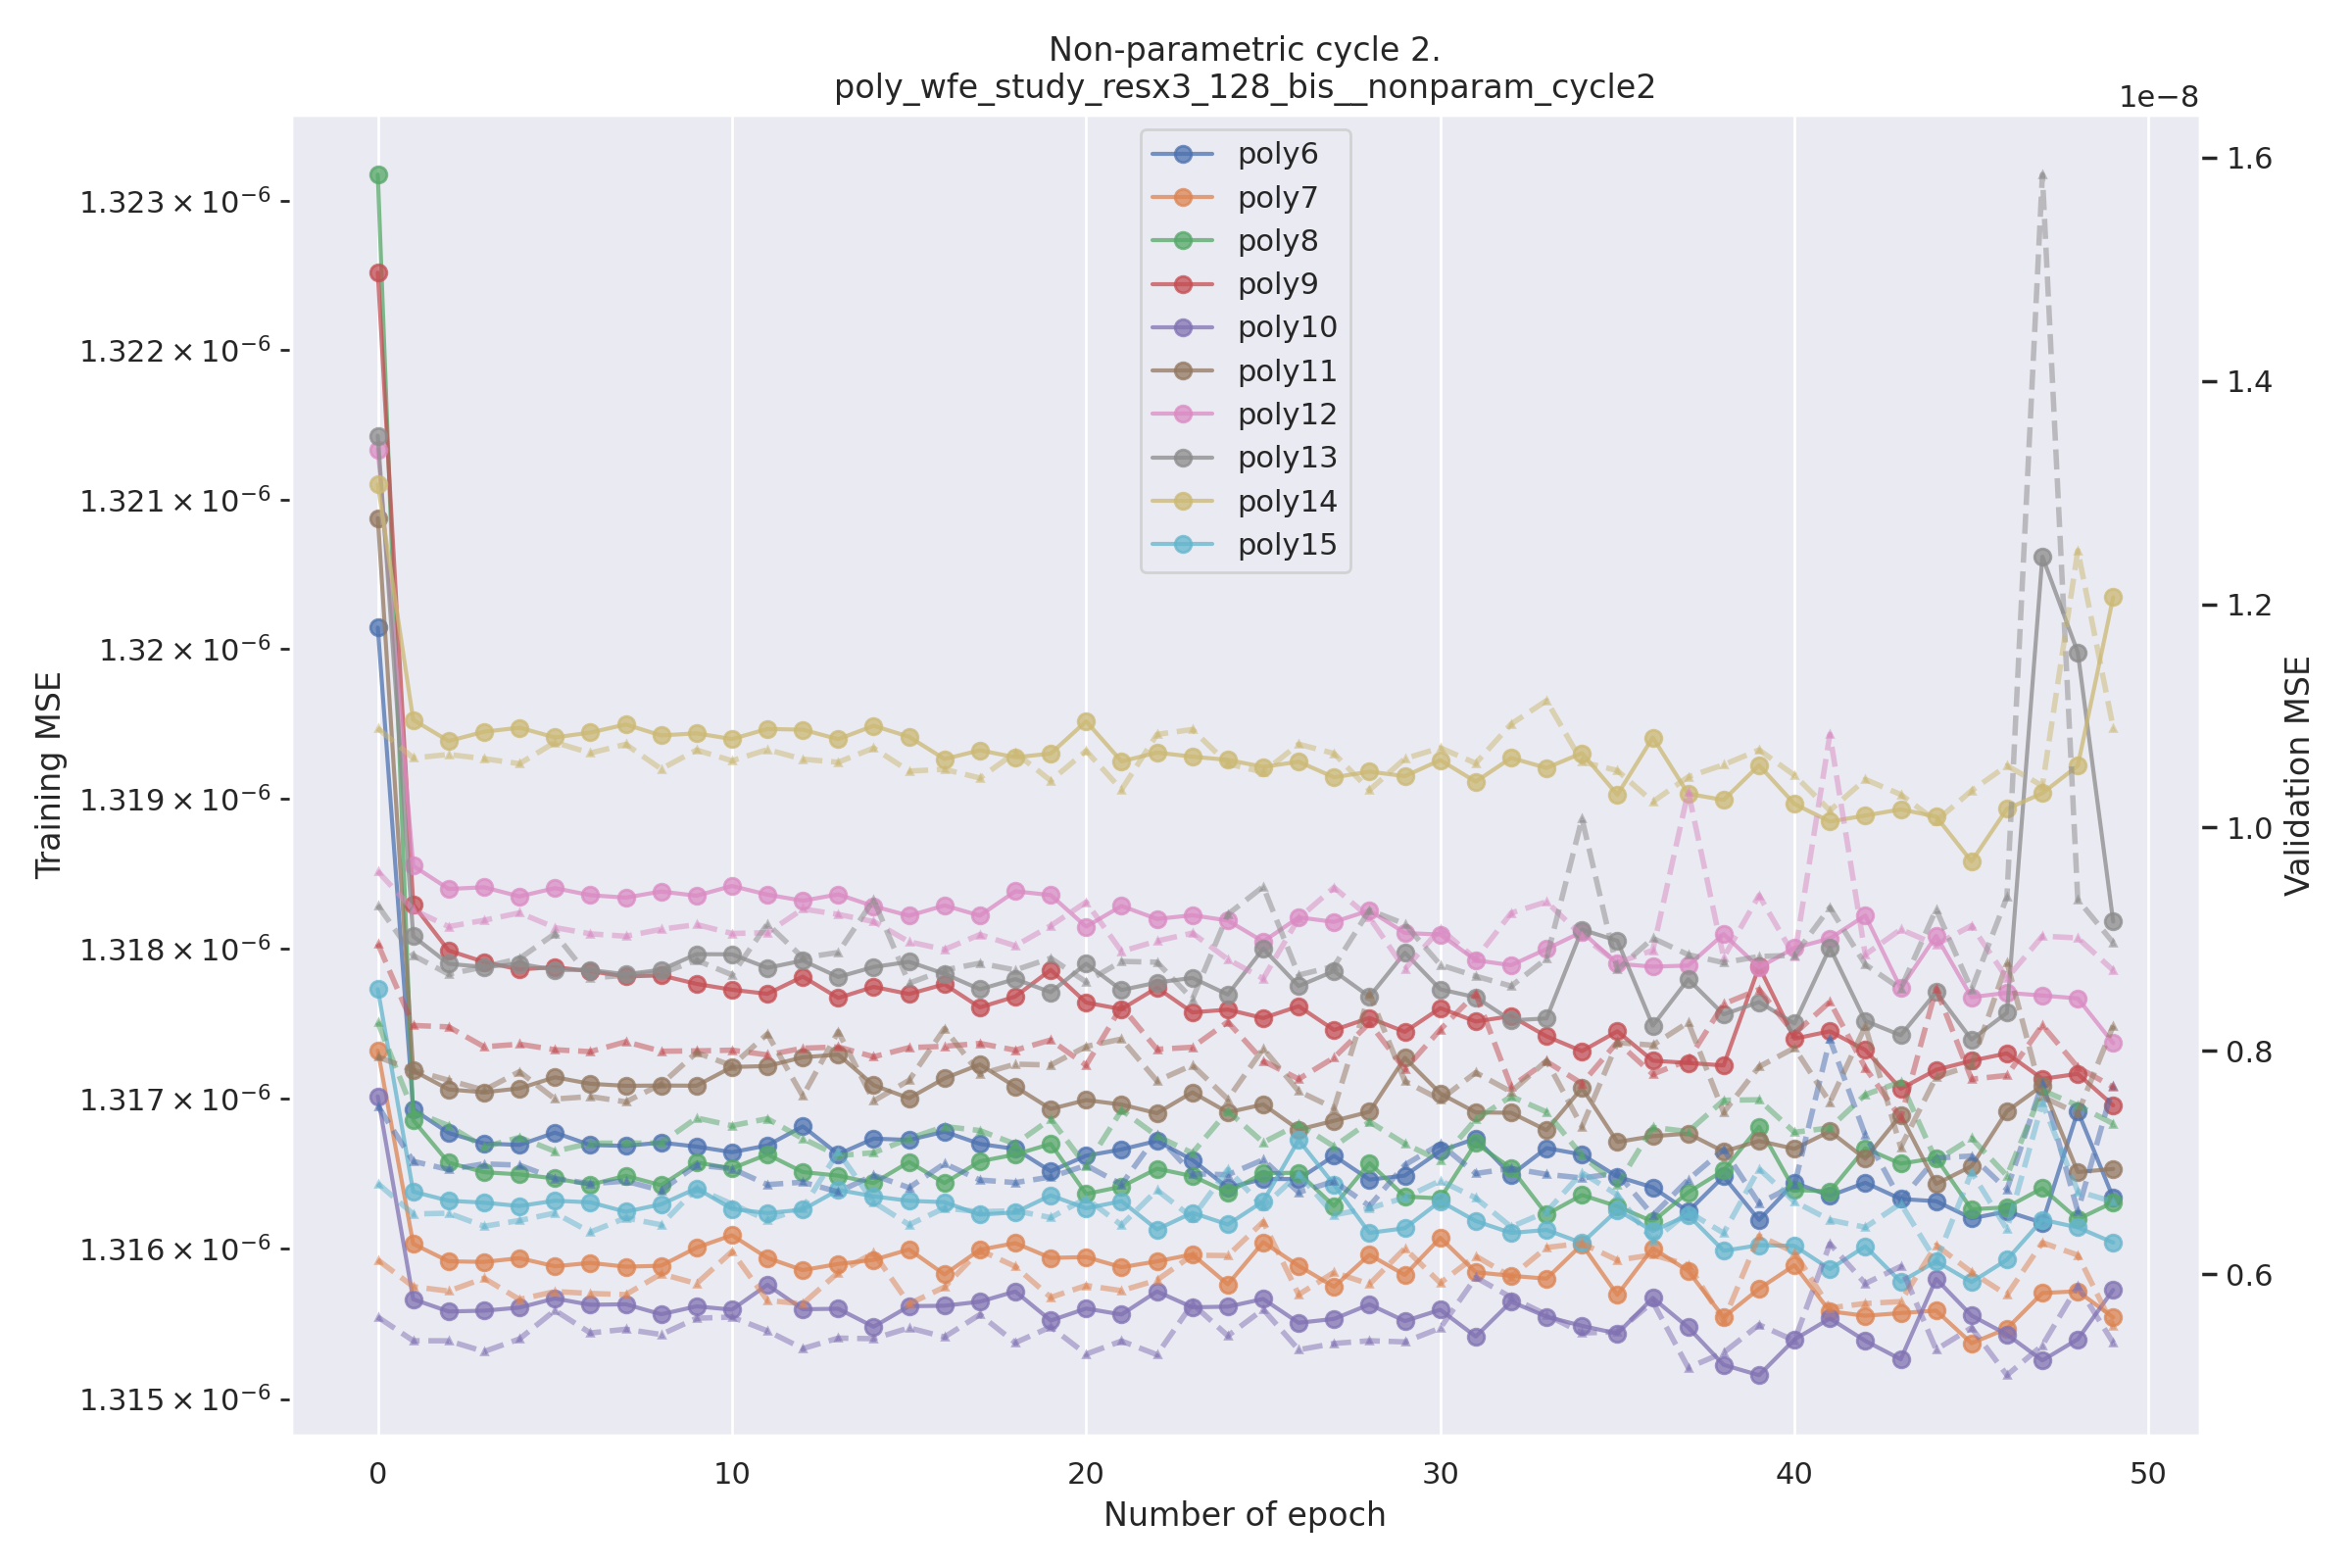 Non-parametric cycle 2.
poly_wfe_study_resx3_128_bis__nonparam_cycle2
1e−8
1.323 × 10⁻⁶
1.322 × 10⁻⁶
1.321 × 10⁻⁶
1.32 × 10⁻⁶
1.319 × 10⁻⁶
1.318 × 10⁻⁶
1.317 × 10⁻⁶
1.316 × 10⁻⁶
1.315 × 10⁻⁶
Training MSE
poly6
poly7
poly8
poly9
poly10
poly11
poly12
poly13
poly14
poly15
1.6
1.4
1.2
1.0
0.8
0.6
Validation MSE
0 10 20 30 40 50
Number of epoch